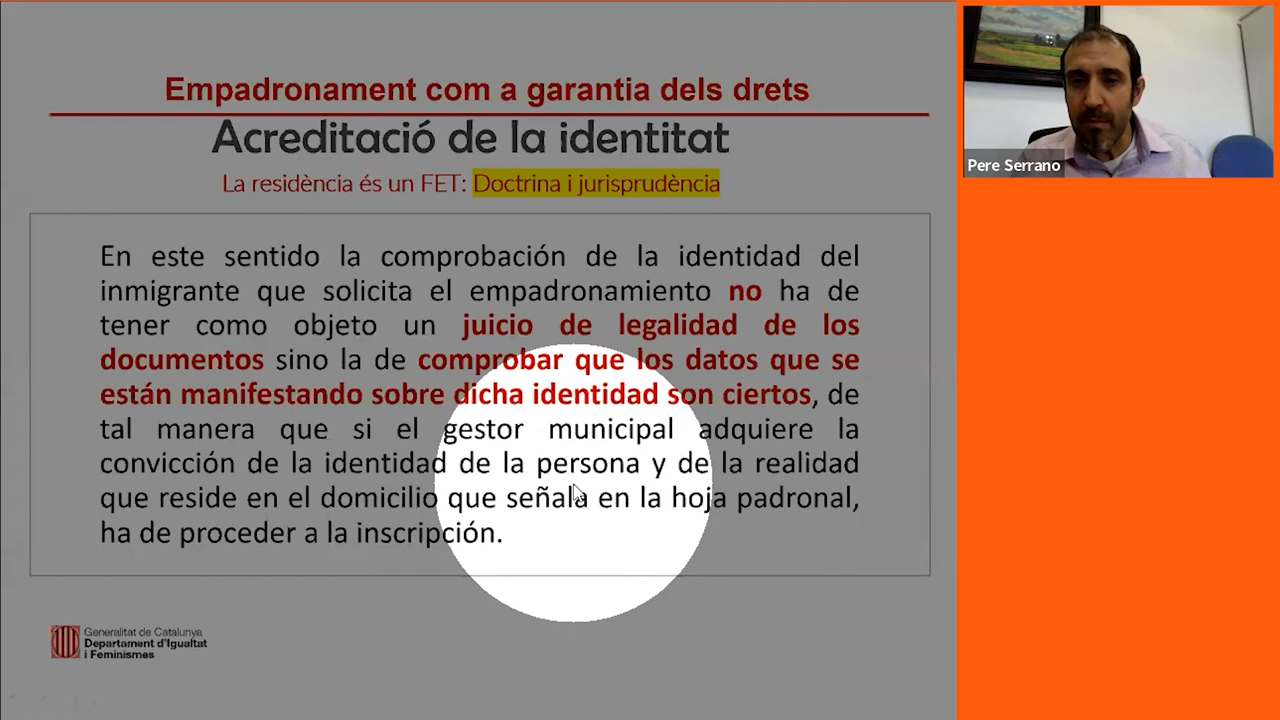 Empadronament com a garantia dels drets
Acreditació de la identitat
La residència és un FET: Doctrina i jurisprudència
En este sentido la comprobación de la identidad del
inmigrante que solicita el empadronamiento no ha de
tener como objeto un juicio de legalidad de los
documentos sino la de comprobar que los datos que se
están manifestando sobre dicha identidad son ciertos, de
tal manera que si el gestor municipal adquiere la
convicción de la identidad de la persona y de la realidad
que reside en el domicilio que señala en la hoja padronal,
ha de proceder a la inscripción.
Generalitat de Catalunya
Departament d'Igualtat
i Feminismes
Pere Serrano